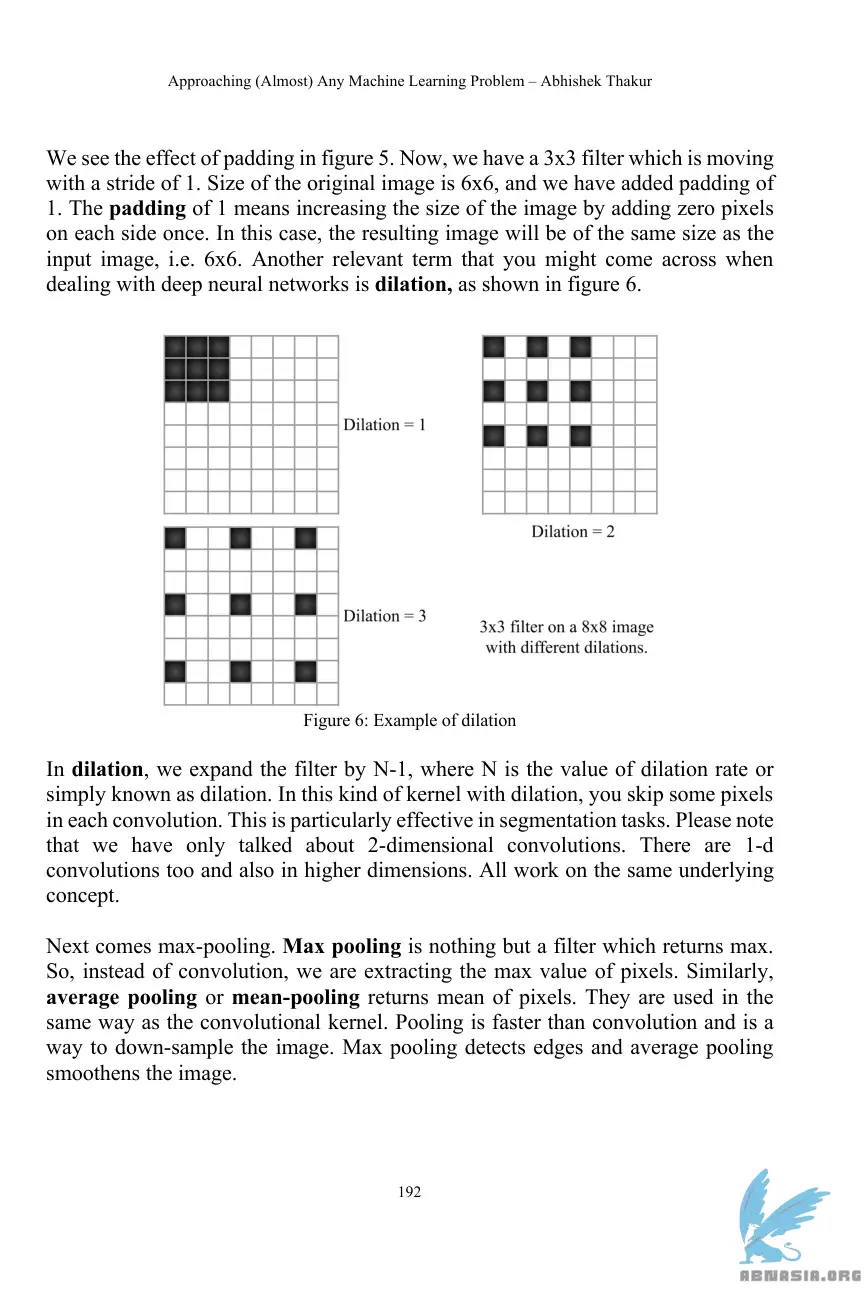 Approaching (Almost) Any Machine Learning Problem – Abhishek Thakur
We see the effect of padding in figure 5. Now, we have a 3x3 filter which is moving
with a stride of 1. Size of the original image is 6x6, and we have added padding of
1. The padding of 1 means increasing the size of the image by adding zero pixels
on each side once. In this case, the resulting image will be of the same size as the
input image, i.e. 6x6. Another relevant term that you might come across when
dealing with deep neural networks is dilation, as shown in figure 6.
Dilation = 1
Dilation = 2
Dilation = 3
3x3 filter on a 8x8 image
with different dilations.
Figure 6: Example of dilation
In dilation, we expand the filter by N-1, where N is the value of dilation rate or
simply known as dilation. In this kind of kernel with dilation, you skip some pixels
in each convolution. This is particularly effective in segmentation tasks. Please note
that we have only talked about 2-dimensional convolutions. There are 1-d
convolutions too and also in higher dimensions. All work on the same underlying
concept.
Next comes max-pooling. Max pooling is nothing but a filter which returns max.
So, instead of convolution, we are extracting the max value of pixels. Similarly,
average pooling or mean-pooling returns mean of pixels. They are used in the
same way as the convolutional kernel. Pooling is faster than convolution and is a
way to down-sample the image. Max pooling detects edges and average pooling
smoothens the image.
192
ABNASIA.ORG